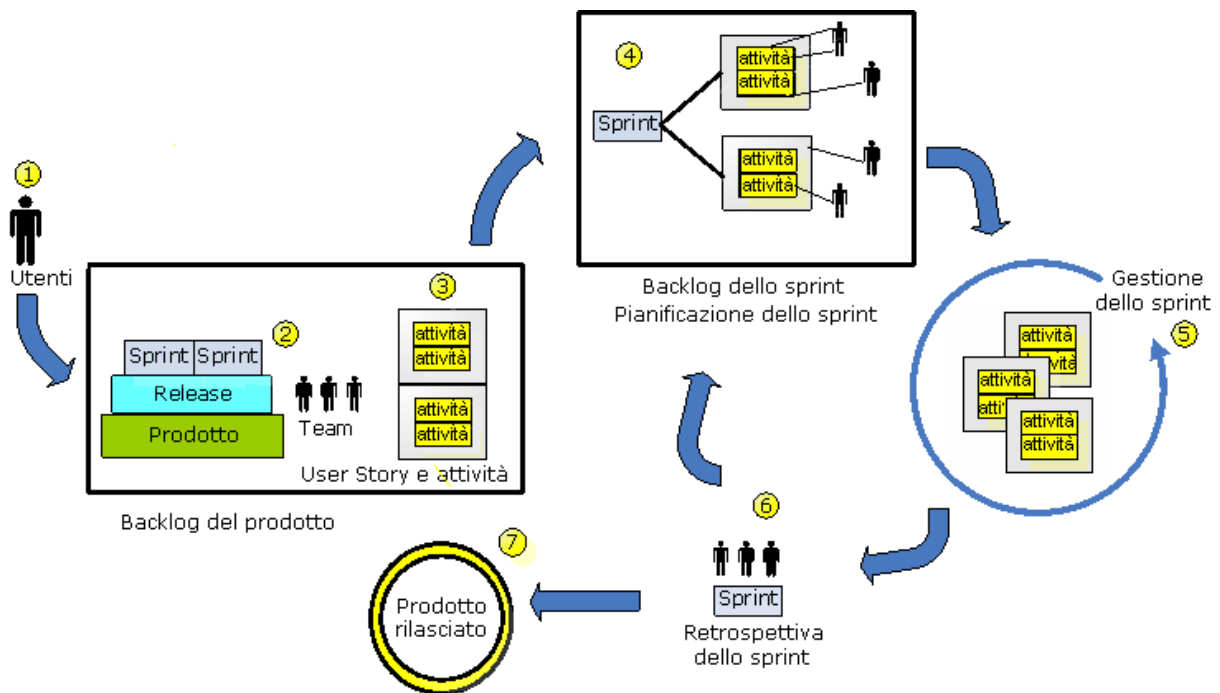 1
Utenti
2
Sprint Sprint
Release
Prodotto
Team
3
attività
attività
attività
attività
User Story e attività
Backlog del prodotto
4
Sprint
attività
attività
attività
attività
Backlog dello sprint
Pianificazione dello sprint
Gestione
dello sprint
5
attività
attività
attività
atti
attività
attività
6
Sprint
Retrospettiva
dello sprint
7
Prodotto
rilasciato